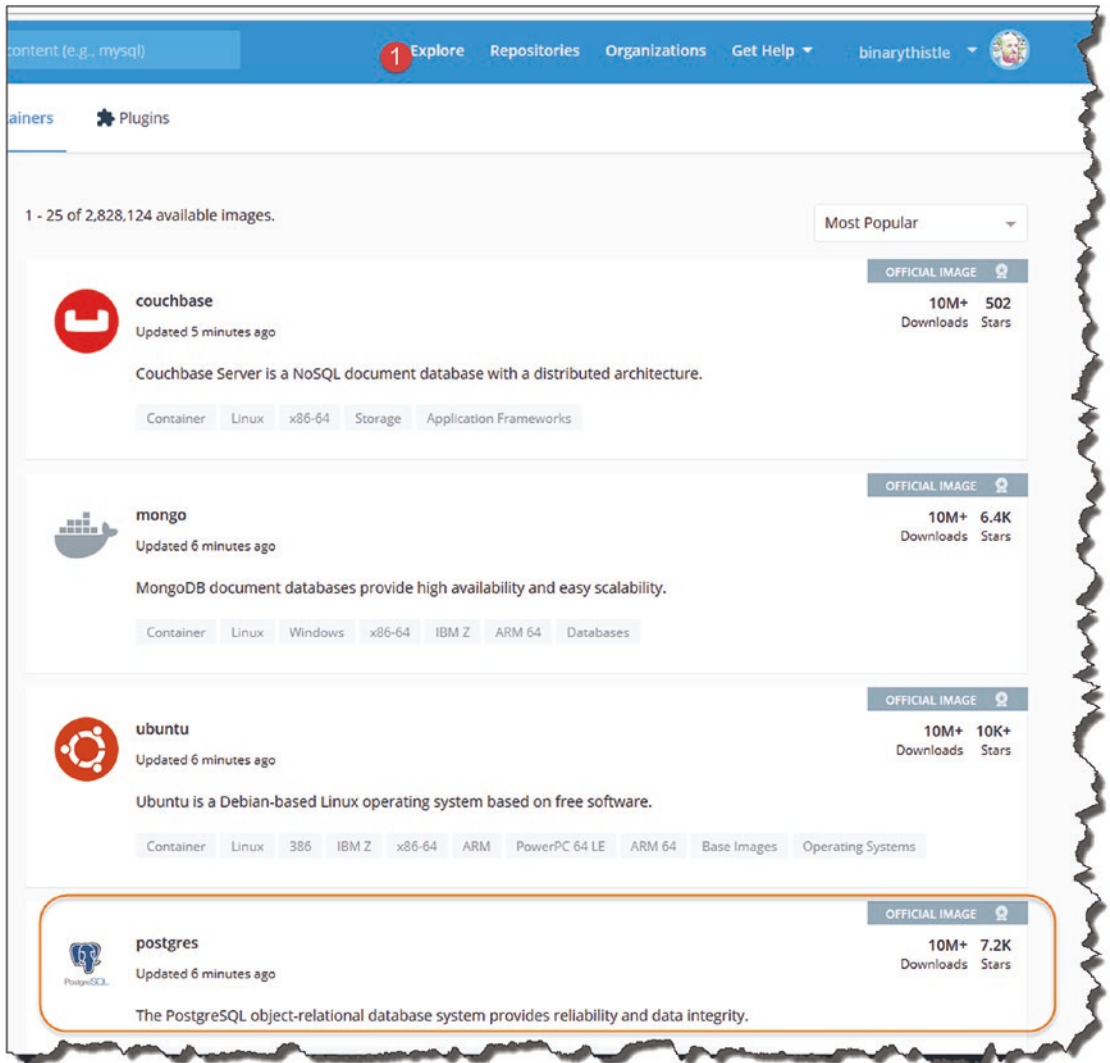 content (e.g., mysql)
1 Explore Repositories Organizations Get Help binarythistle
ainers Plugins
1 - 25 of 2,828,124 available images.
Most Popular
OFFICIAL IMAGE
couchbase
10M+ 502
Updated 5 minutes ago
Downloads Stars
Couchbase Server is a NoSQL document database with a distributed architecture.
Container Linux x86-64 Storage Application Frameworks
OFFICIAL IMAGE
mongo
10M+ 6.4K
Updated 6 minutes ago
Downloads Stars
MongoDB document databases provide high availability and easy scalability.
Container Linux Windows x86-64 IBM Z ARM 64 Databases
OFFICIAL IMAGE
ubuntu
10M+ 10K+
Updated 6 minutes ago
Downloads Stars
Ubuntu is a Debian-based Linux operating system based on free software.
Container Linux 386 IBM Z x86-64 ARM PowerPC 64 LE ARM 64 Base Images Operating Systems
OFFICIAL IMAGE
postgres
10M+ 7.2K
Updated 6 minutes ago
Downloads Stars
PostgreSQL
The PostgreSQL object-relational database system provides reliability and data integrity.